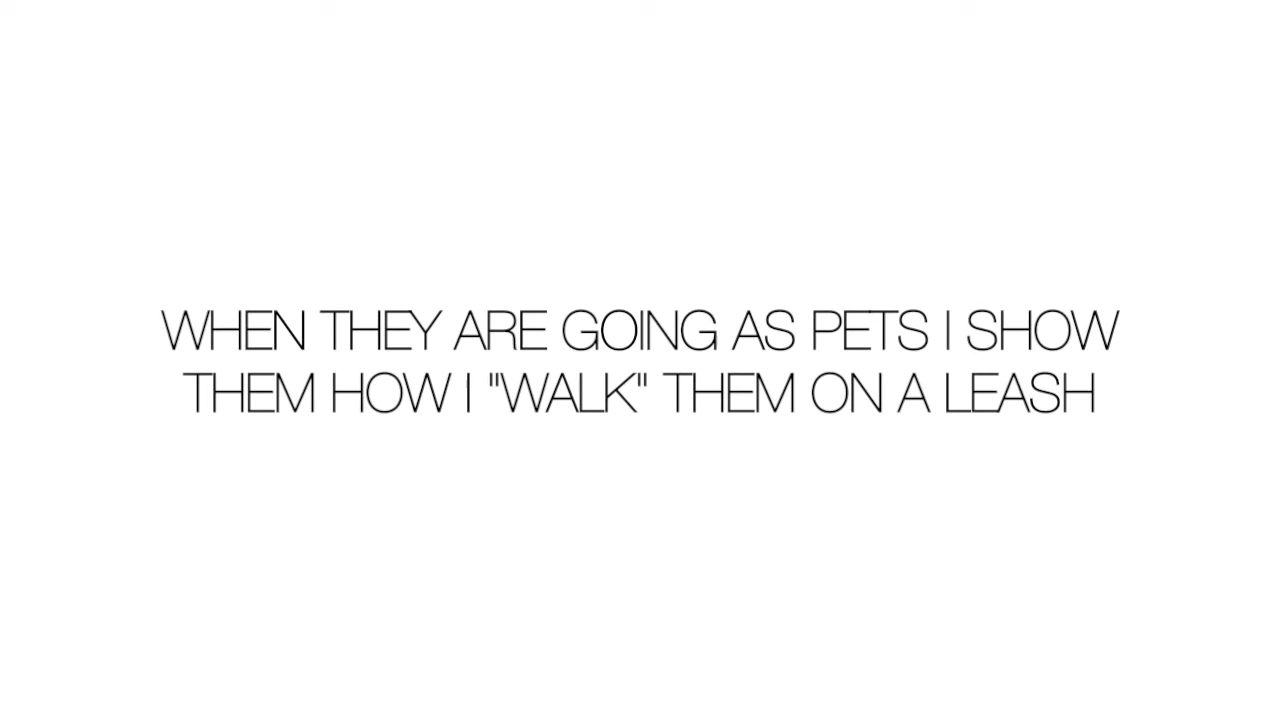 WHEN THEY ARE GOING AS PETS I SHOW
THEM HOW I "WALK" THEM ON A LEASH